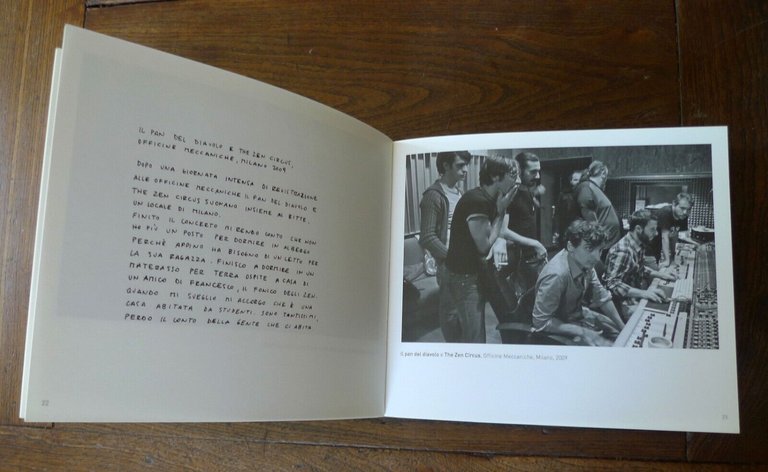 IL PAN DEL DIAVOLO E THE ZEN CIRCUS,
OFFICINE MECCANICHE, MILANO 2009
DOPO UNA GIORNATA INTENSA DI REGISTRAZIONE
ALLE OFFICINE MECCANICHE IL PAN DEL DIAVOLO E
THE ZEN CIRCUS SUONANO INSIEME AL BITTE,
UN LOCALE DI MILANO.
FINITO IL CONCERTO MI RENDO CONTO CHE NON
HO PIÙ UN POSTO PER DORMIRE IN ALBERGO
PERCHÈ APPINO HA BISOGNO DI UN LETTO PER
LA SUA RAGAZZA. FINISCO A DORMIRE IN UN
MATERASSO PER TERRA OSPITE A CASA DI
UN AMICO DI FRANCESCO, IL FONICO DEGLI ZEN.
QUANDO MI SVEGLIO MI ACCORGO CHE È UNA
CASA ABITATA DA STUDENTI. SONO TANTISSIMI,
PERDO IL CONTO DELLA GENTE CHE CI ABITA
22
Il pan del diavolo e The Zen Circus, Officine Meccaniche, Milano, 2009